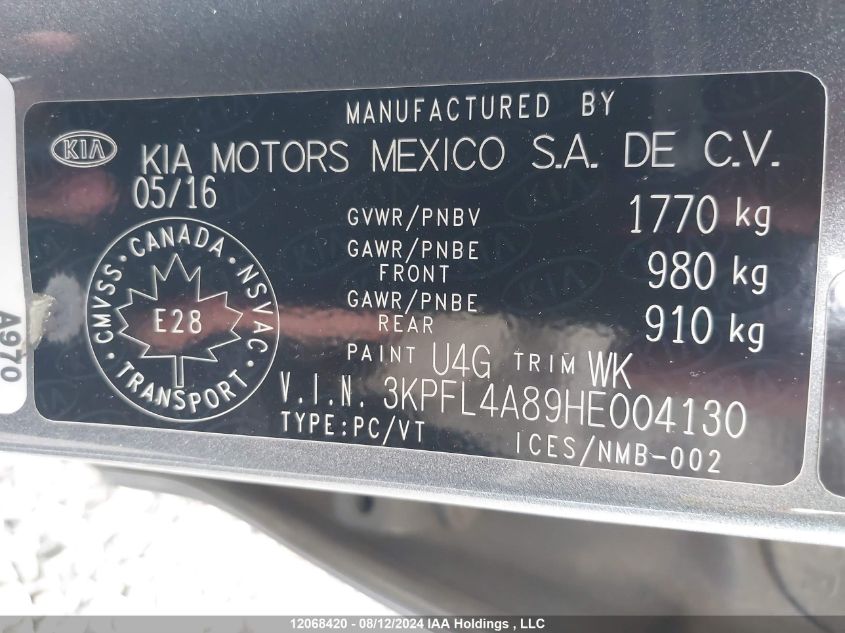 MANUFACTURED BY
KIA
KIA MOTORS MEXICO S.A. DE C.V.
05/16
GVWR/PNBV 1770 kg
GAWR/PNBE FRONT 980 kg
GAWR/PNBE REAR 910 kg
CMVSS · CANADA · NSVAC · TRANSPORT ·
E28
PAINT U4G TRIM WK
V.I.N. 3KPFL4A89HE004130
TYPE:PC/VT ICES/NMB-002
A970
12068420 - 08/12/2024 IAA Holdings , LLC